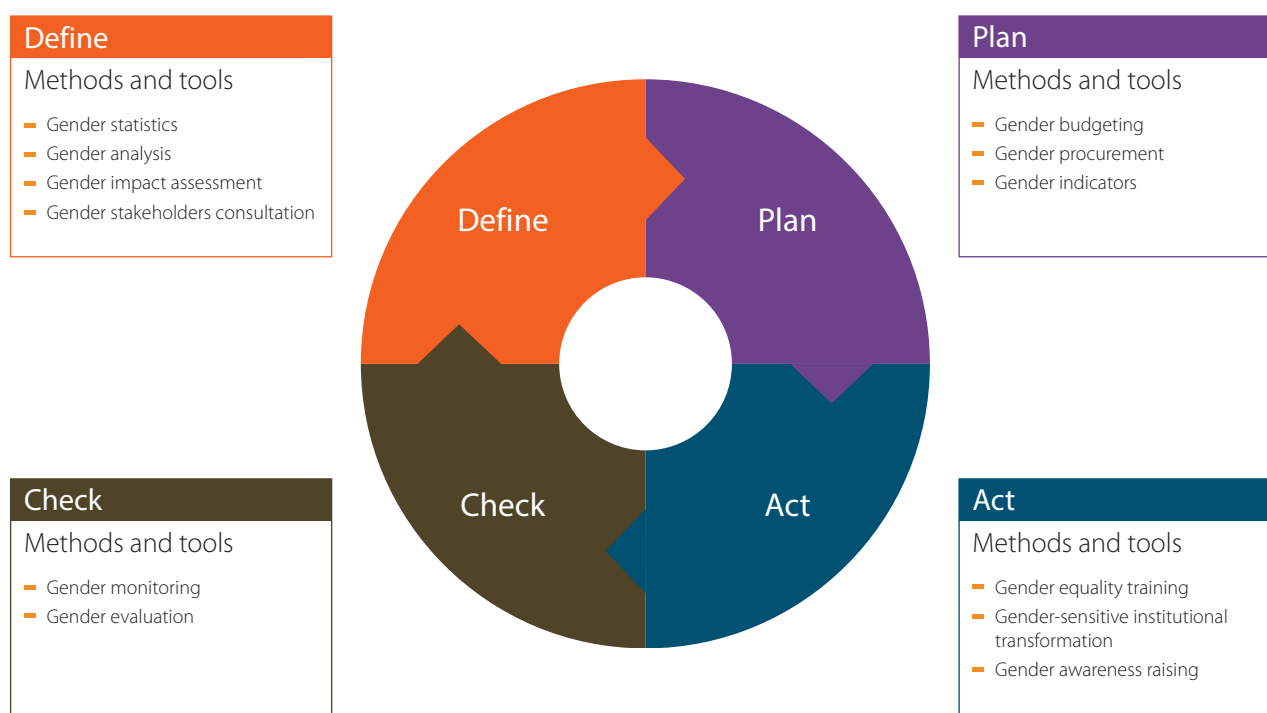 Define
Methods and tools
Gender statistics
Gender analysis
Gender impact assessment
Gender stakeholders consultation
Plan
Methods and tools
Gender budgeting
Gender procurement
Gender indicators
Define
Plan
Check
Act
Check
Methods and tools
Gender monitoring
Gender evaluation
Act
Methods and tools
Gender equality training
Gender-sensitive institutional
transformation
Gender awareness raising